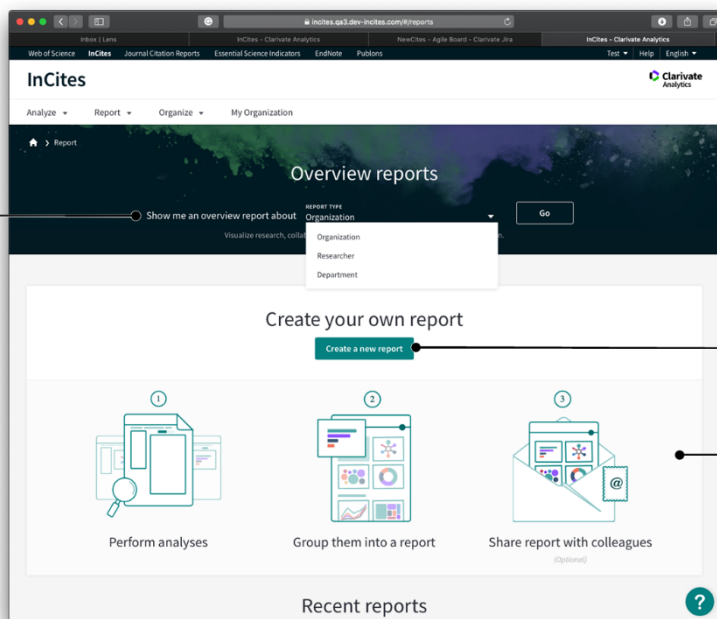 incites.qa3.dev-incites.com/#/reports
Inbox | Lens
InCites - Clarivate Analytics
NewCites - Agile Board - Clarivate Jira
InCites - Clarivate Analytics
Web of Science InCites Journal Citation Reports Essential Science Indicators EndNote Publons Test Help English
InCites
Clarivate
Analytics
Analyze Report Organize My Organization
> Report
Overview reports
REPORT TYPE
Show me an overview report about Organization Go
Visualize research,
Organization
Researcher
Department
Create your own report
Create a new report
1 2 3
@
Perform analyses Group them into a report Share report with colleagues
(Optional)
Recent reports
?